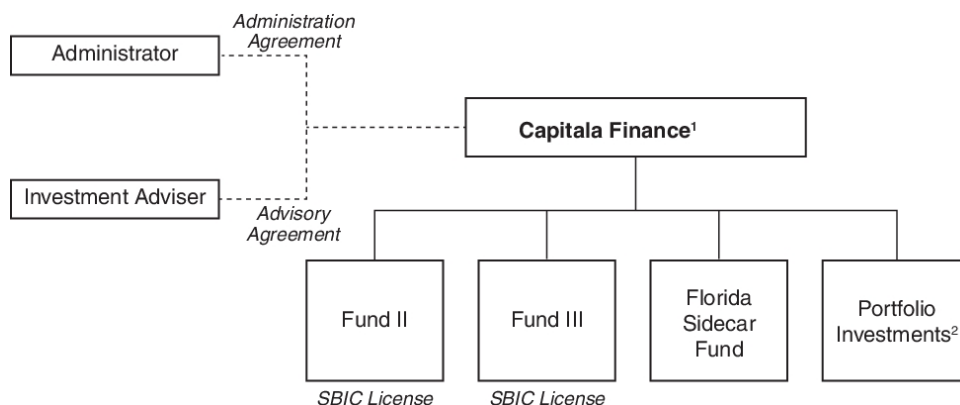 Administration
Agreement
Administrator
Capitala Finance¹
Investment Adviser
Advisory
Agreement
Fund II
Fund III
Florida
Sidecar
Fund
Portfolio
Investments²
SBIC License
SBIC License